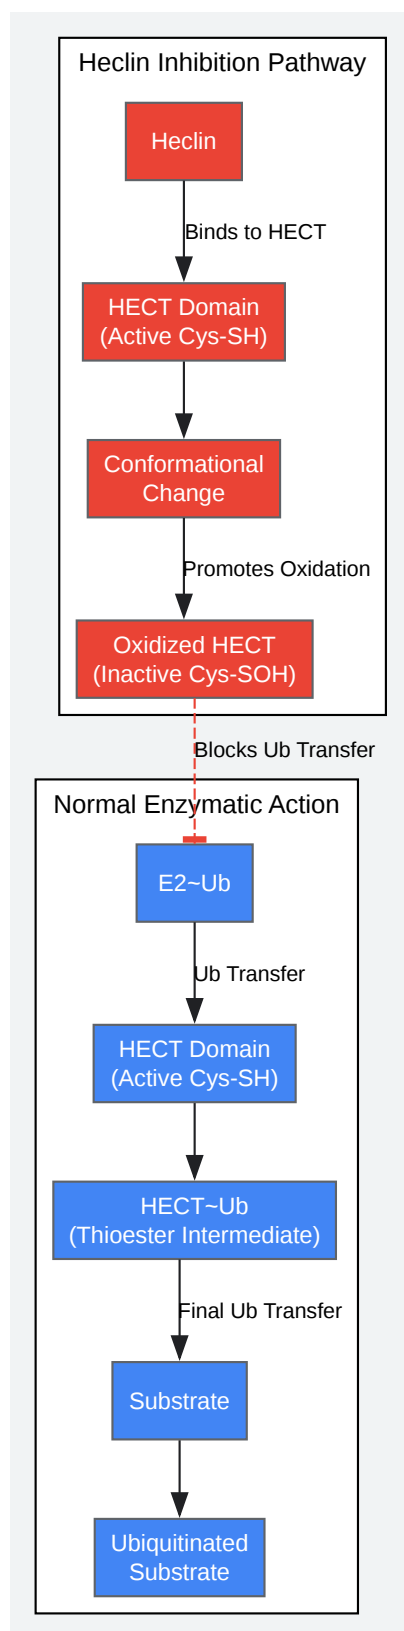 Heclin Inhibition Pathway
Heclin
Binds to HECT
HECT Domain
(Active Cys-SH)
Conformational
Change
Promotes Oxidation
Oxidized HECT
(Inactive Cys-SOH)
Blocks Ub Transfer
Normal Enzymatic Action
E2~Ub
Ub Transfer
HECT Domain
(Active Cys-SH)
HECT~Ub
(Thioester Intermediate)
Final Ub Transfer
Substrate
Ubiquitinated
Substrate